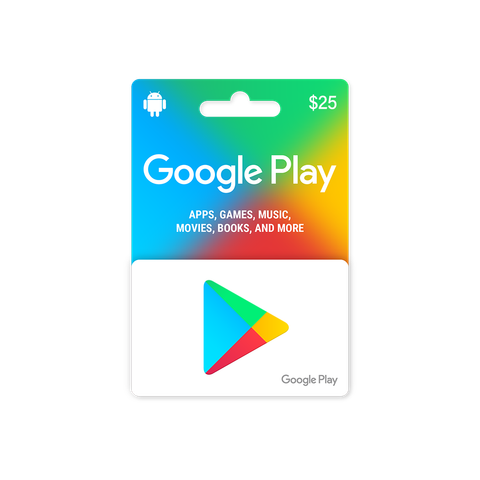 $25
Google Play
APPS, GAMES, MUSIC,
MOVIES, BOOKS, AND MORE
Google Play